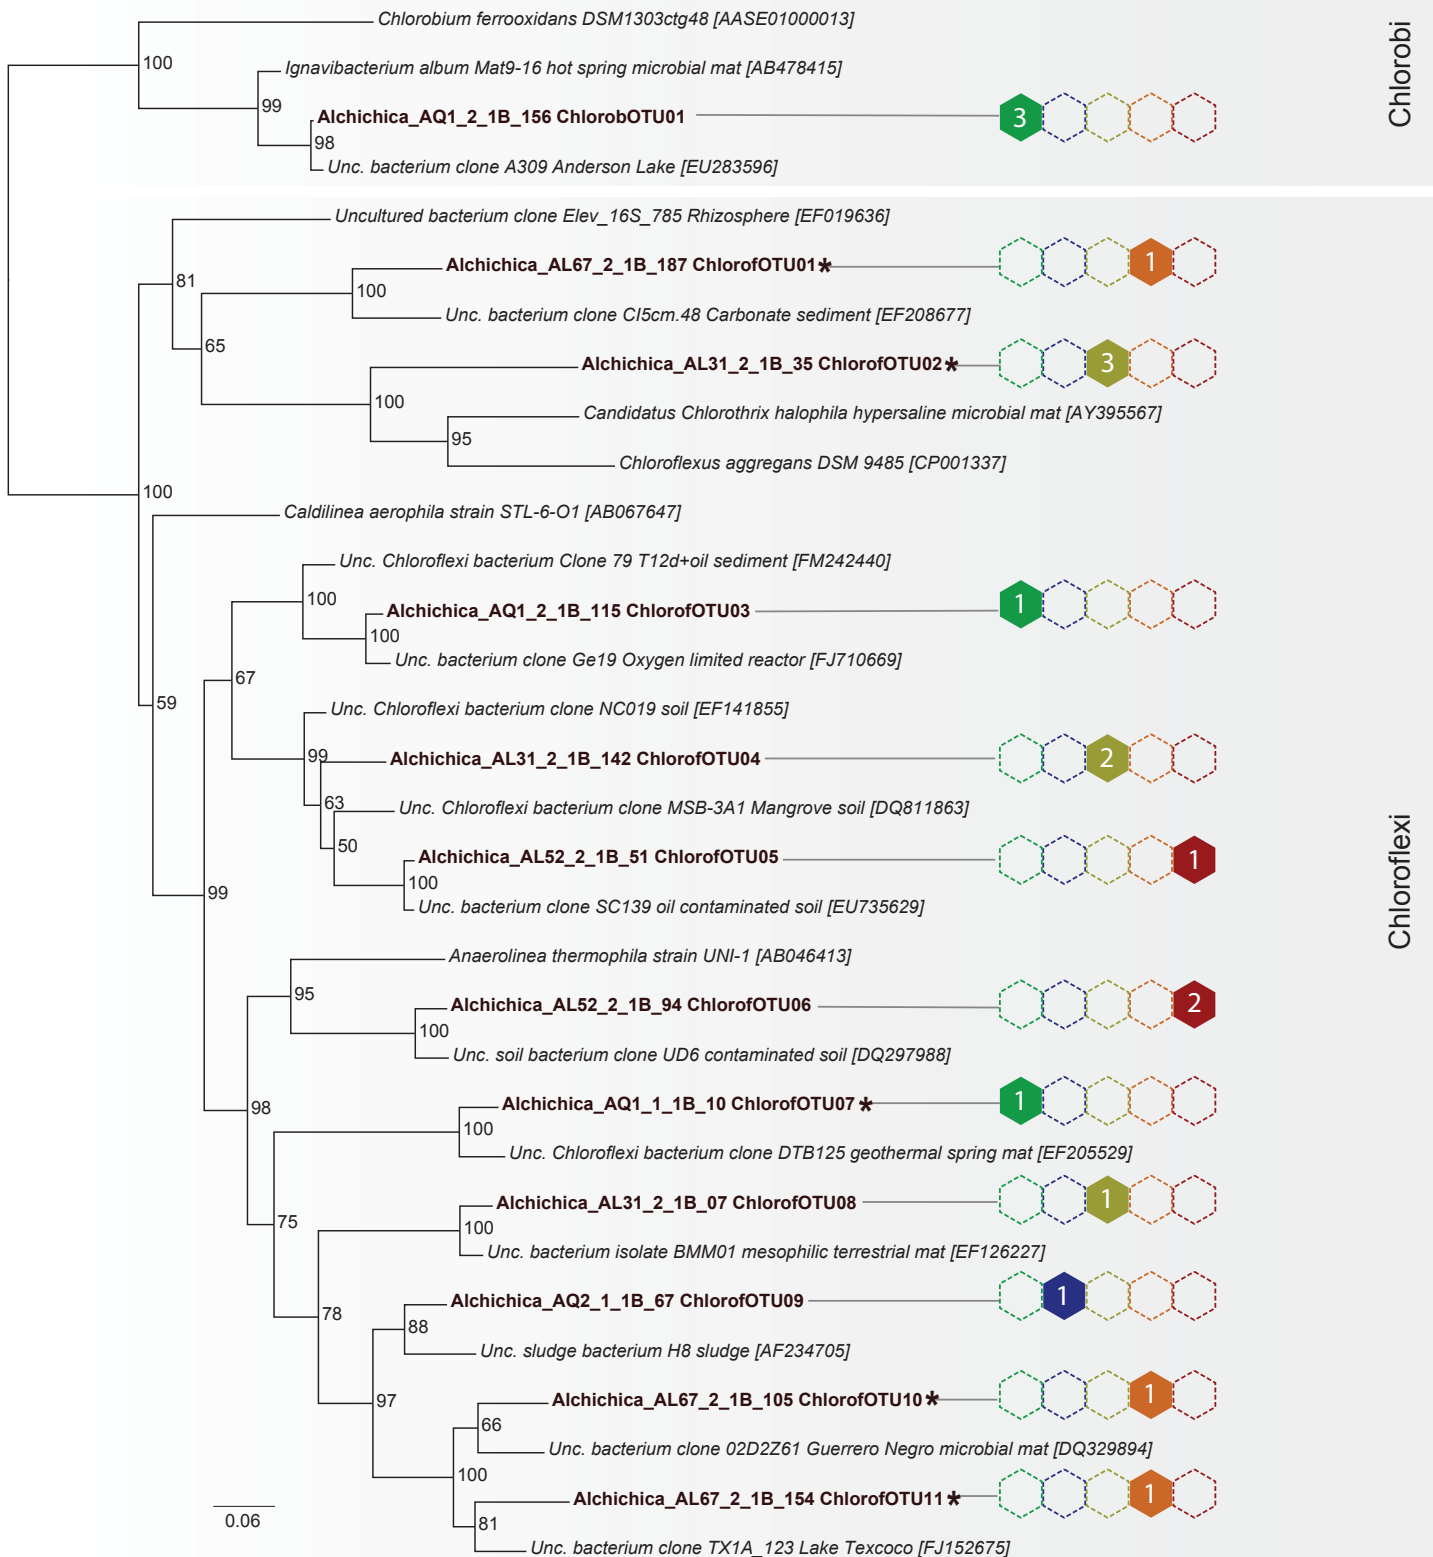 Chlorobium ferrooxidans DSM1303ctg48 [AASE01000013]
100
Ignavibacterium album Mat9-16 hot spring microbial mat [AB478415]
99
Alchichica_AQ1_2_1B_156 ChlorobOTU01
3
98
Unc. bacterium clone A309 Anderson Lake [EU283596]
Chlorobi
Uncultured bacterium clone Elev_16S_785 Rhizosphere [EF019636]
81
Alchichica_AL67_2_1B_187 ChlorofOTU01*
1
100
Unc. bacterium clone CI5cm.48 Carbonate sediment [EF208677]
65
Alchichica_AL31_2_1B_35 ChlorofOTU02*
3
100
Candidatus Chlorothrix halophila hypersaline microbial mat [AY395567]
95
Chloroflexus aggregans DSM 9485 [CP001337]
100
Caldilinea aerophila strain STL-6-O1 [AB067647]
Unc. Chloroflexi bacterium Clone 79 T12d+oil sediment [FM242440]
100
Alchichica_AQ1_2_1B_115 ChlorofOTU03
1
100
Unc. bacterium clone Ge19 Oxygen limited reactor [FJ710669]
67
59
Unc. Chloroflexi bacterium clone NC019 soil [EF141855]
99
Alchichica_AL31_2_1B_142 ChlorofOTU04
2
63
Unc. Chloroflexi bacterium clone MSB-3A1 Mangrove soil [DQ811863]
50
Alchichica_AL52_2_1B_51 ChlorofOTU05
1
100
Unc. bacterium clone SC139 oil contaminated soil [EU735629]
99
Chloroflexi
Anaerolinea thermophila strain UNI-1 [AB046413]
95
Alchichica_AL52_2_1B_94 ChlorofOTU06
2
100
Unc. soil bacterium clone UD6 contaminated soil [DQ297988]
98
Alchichica_AQ1_1_1B_10 ChlorofOTU07*
1
100
Unc. Chloroflexi bacterium clone DTB125 geothermal spring mat [EF205529]
75
Alchichica_AL31_2_1B_07 ChlorofOTU08
1
100
Unc. bacterium isolate BMM01 mesophilic terrestrial mat [EF126227]
78
Alchichica_AQ2_1_1B_67 ChlorofOTU09
1
88
Unc. sludge bacterium H8 sludge [AF234705]
97
Alchichica_AL67_2_1B_105 ChlorofOTU10*
1
66
Unc. bacterium clone 02D2Z61 Guerrero Negro microbial mat [DQ329894]
100
Alchichica_AL67_2_1B_154 ChlorofOTU11*
1
81
Unc. bacterium clone TX1A_123 Lake Texcoco [FJ152675]
0.06